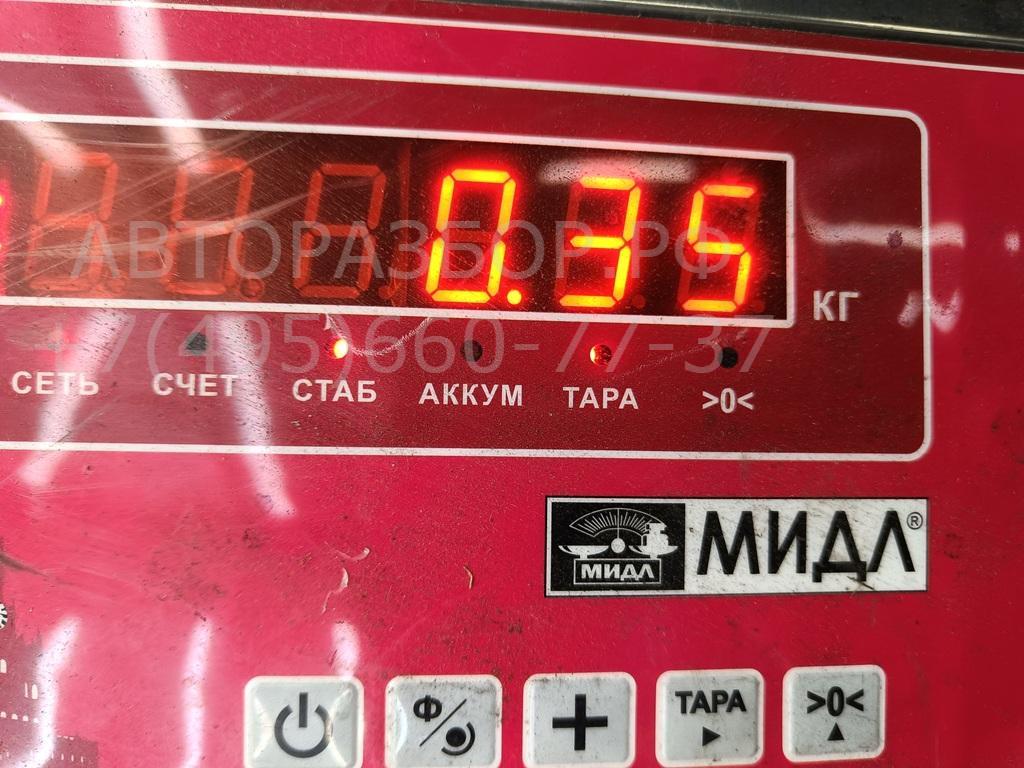 0.35
КГ
АВТОРАЗБОР.РФ
+7(495)660-77-37
СЕТЬ СЧЕТ СТАБ АККУМ ТАРА >0<
МИДЛ МИДЛ®
Ф ТАРА >0<